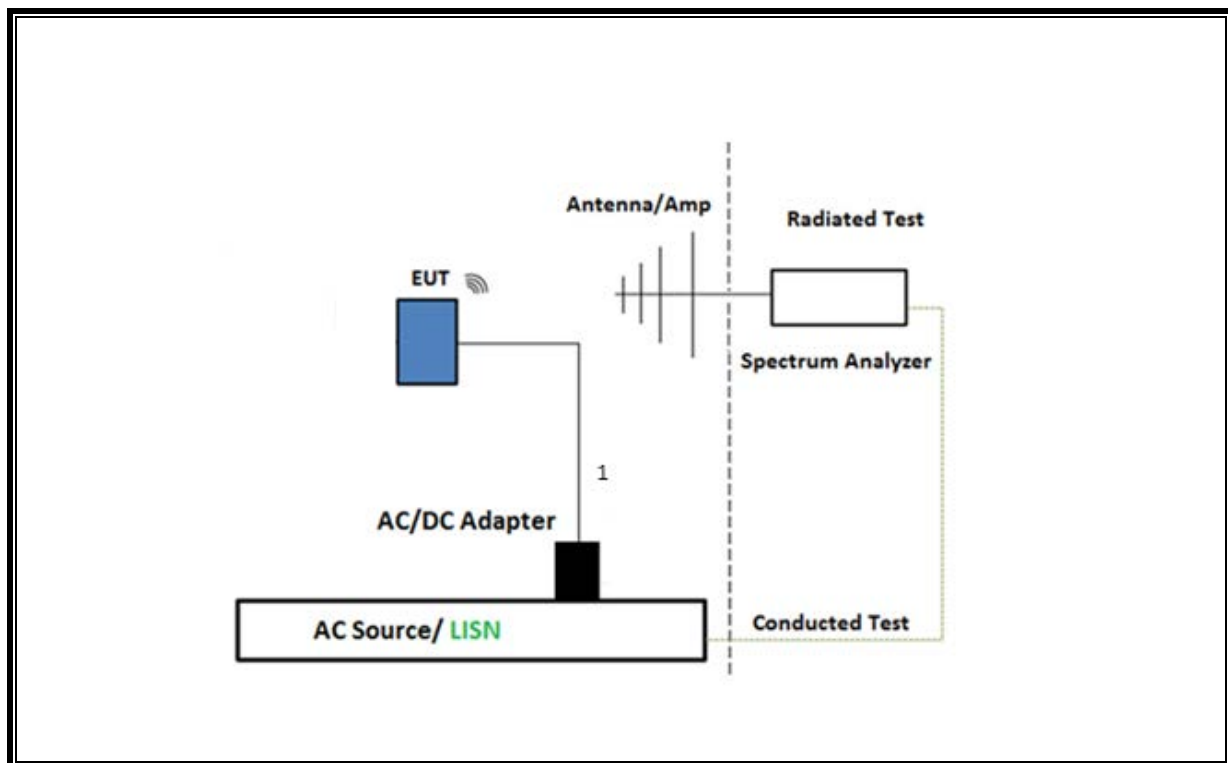 Antenna/Amp
Radiated Test
EUT
Spectrum Analyzer
1
AC/DC Adapter
AC Source/ LISN
Conducted Test